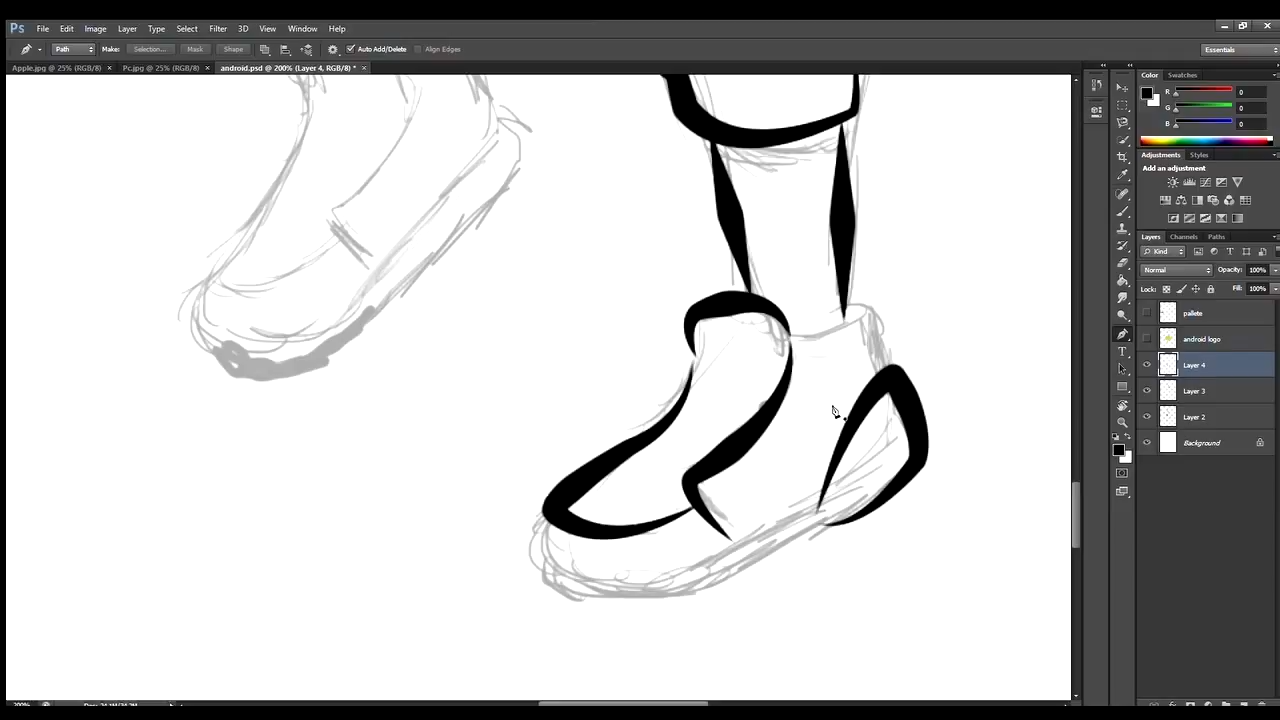 Ps File Edit Image Layer Type Select Filter 3D View Window Help
Path Make: Selection... Mask Shape Auto Add/Delete Align Edges Essentials
Apple.jpg @ 25% (RGB/8) × Pc.jpg @ 25% (RGB/8) × android.psd @ 200% (Layer 4, RGB/8) * ×
Color Swatches
R 0
G 0
B 0
Adjustments Styles
Add an adjustment
Layers Channels Paths
Kind
Normal Opacity: 100%
Lock: Fill: 100%
pallete
android logo
Layer 4
Layer 3
Layer 2
Background